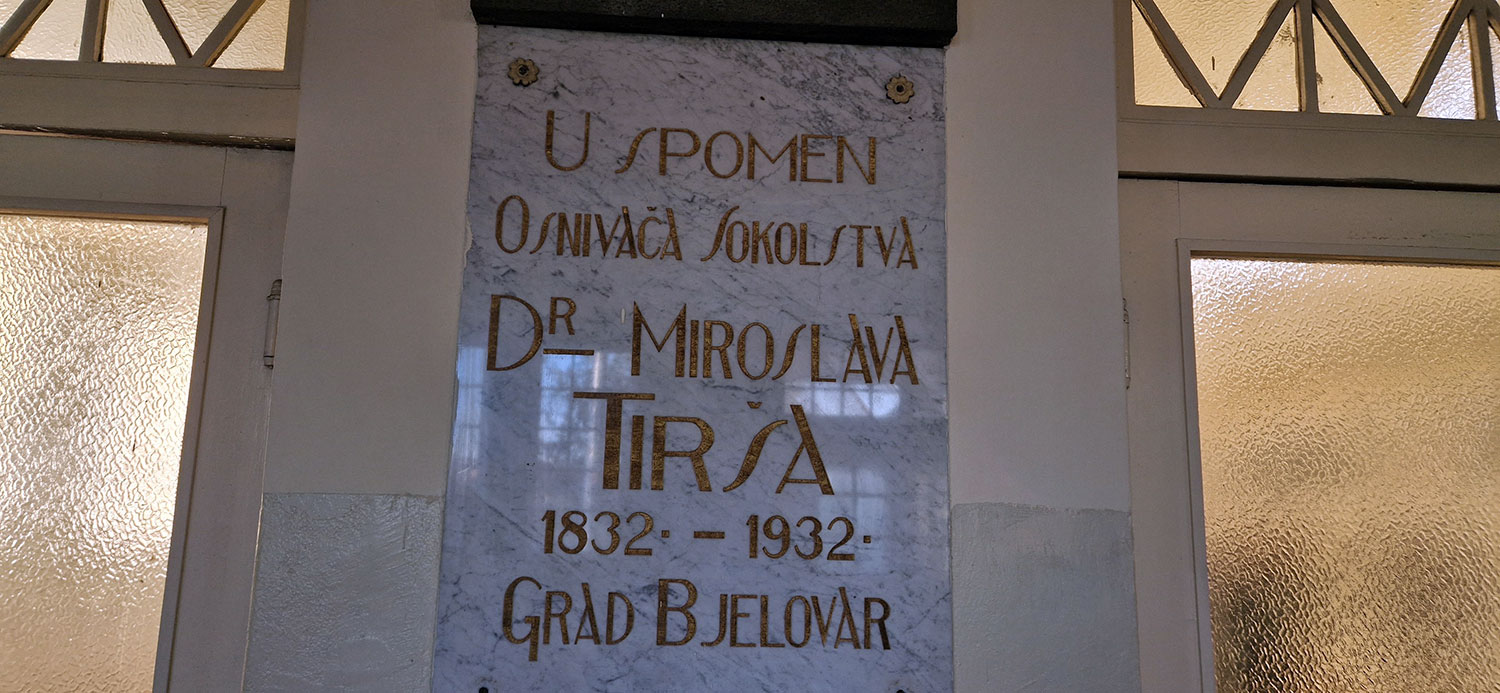 U SPOMEN
OSNIVAČA SOKOLSTVA
DR MIROSLAVA
TIRŠA
1832· – 1932·
GRAD BJELOVAR